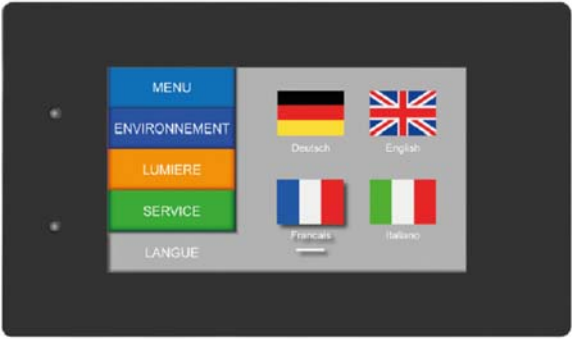 MENU
ENVIRONNEMENT
LUMIERE
SERVICE
LANGUE
Deutsch
English
Francais
Italiano